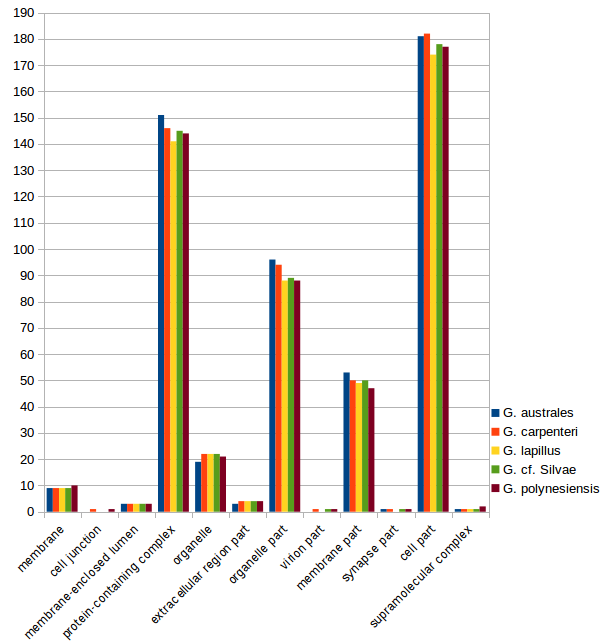 190
180
170
160
150
140
130
120
110
100
90
80
70
60
50
40
30
20
10
0
membrane
cell junction
membrane-enclosed lumen
protein-containing complex
organelle
extracellular region part
organelle part
virion part
membrane part
synapse part
cell part
supramolecular complex
G. australes
G. carpenteri
G. lapillus
G. cf. Silvae
G. polynesiensis